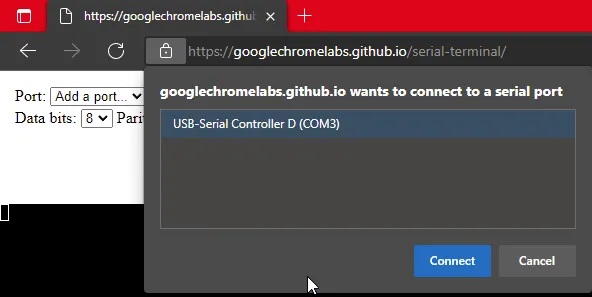 https://googlechromelabs.githu
https://googlechromelabs.github.io/serial-terminal/
googlechromelabs.github.io wants to connect to a serial port
Port: Add a port...
Data bits: 8 Parit
USB-Serial Controller D (COM3)
Connect Cancel